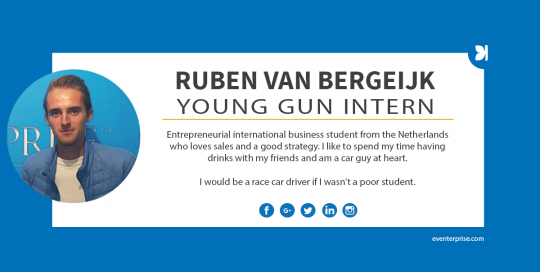 RUBEN VAN BERGEIJK
YOUNG GUN INTERN
Entrepreneurial international business student from the Netherlands
who loves sales and a good strategy. I like to spend my time having
drinks with my friends and am a car guy at heart.
I would be a race car driver if I wasn't a poor student.
eventerprise.com